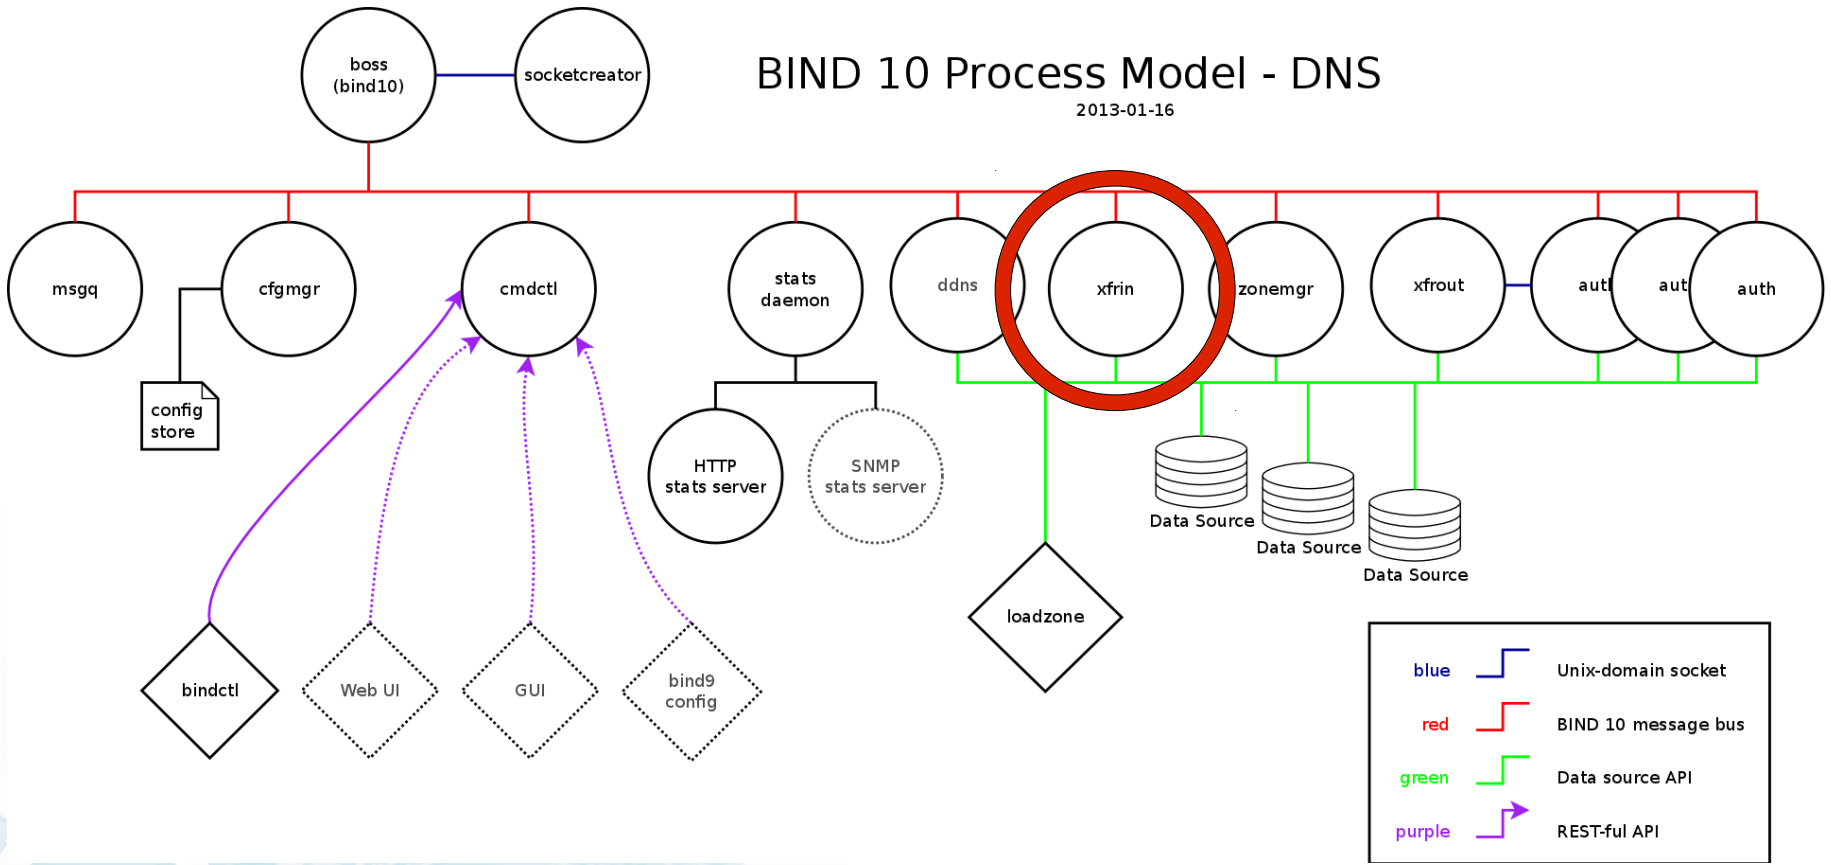 BIND 10 Process Model - DNS
2013-01-16
boss
(bind10)
socketcreator
msgq
cfgmgr
cmdctl
stats
daemon
ddns
xfrin
zonemgr
xfrout
auth
config
store
HTTP
stats server
SNMP
stats server
Data Source
Data Source
Data Source
loadzone
bindctl
Web UI
GUI
bind9
config
blue Unix-domain socket
red BIND 10 message bus
green Data source API
purple REST-ful API